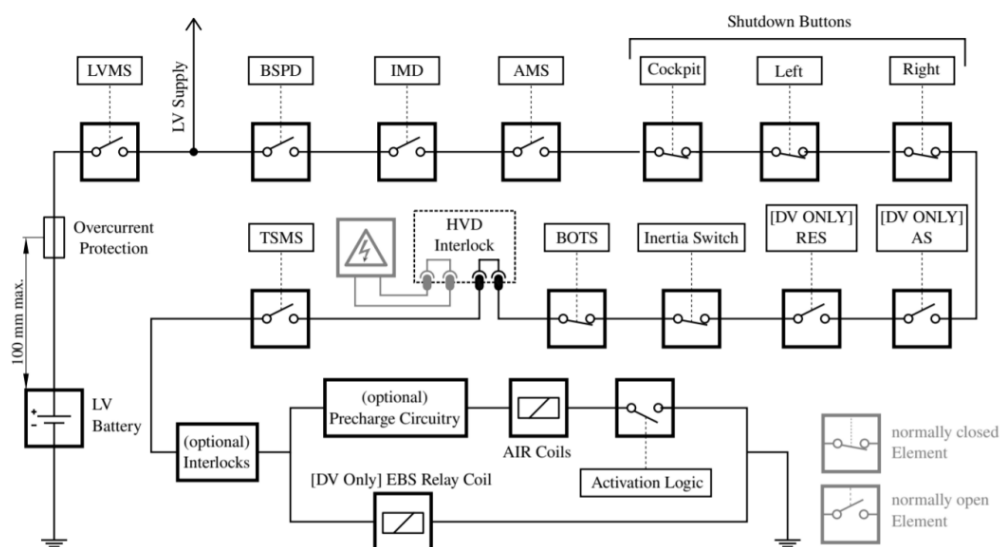 Shutdown Buttons
LVMS
LV Supply
BSPD
IMD
AMS
Cockpit
Left
Right
Overcurrent
Protection
TSMS
HVD
Interlock
BOTS
Inertia Switch
[DV ONLY]
RES
[DV ONLY]
AS
100 mm max.
+
-
LV
Battery
(optional)
Interlocks
(optional)
Precharge Circuitry
AIR Coils
Activation Logic
[DV Only] EBS Relay Coil
normally closed
Element
normally open
Element